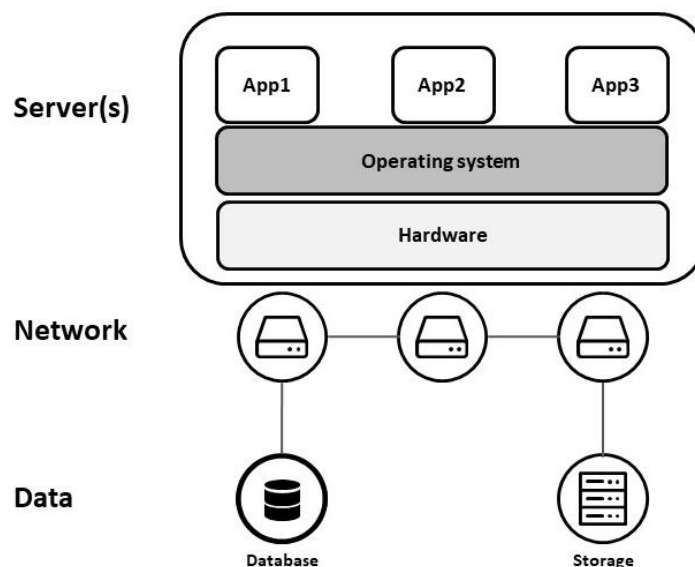 Server(s)
App1
App2
App3
Operating system
Hardware
Network
Data
Database
Storage